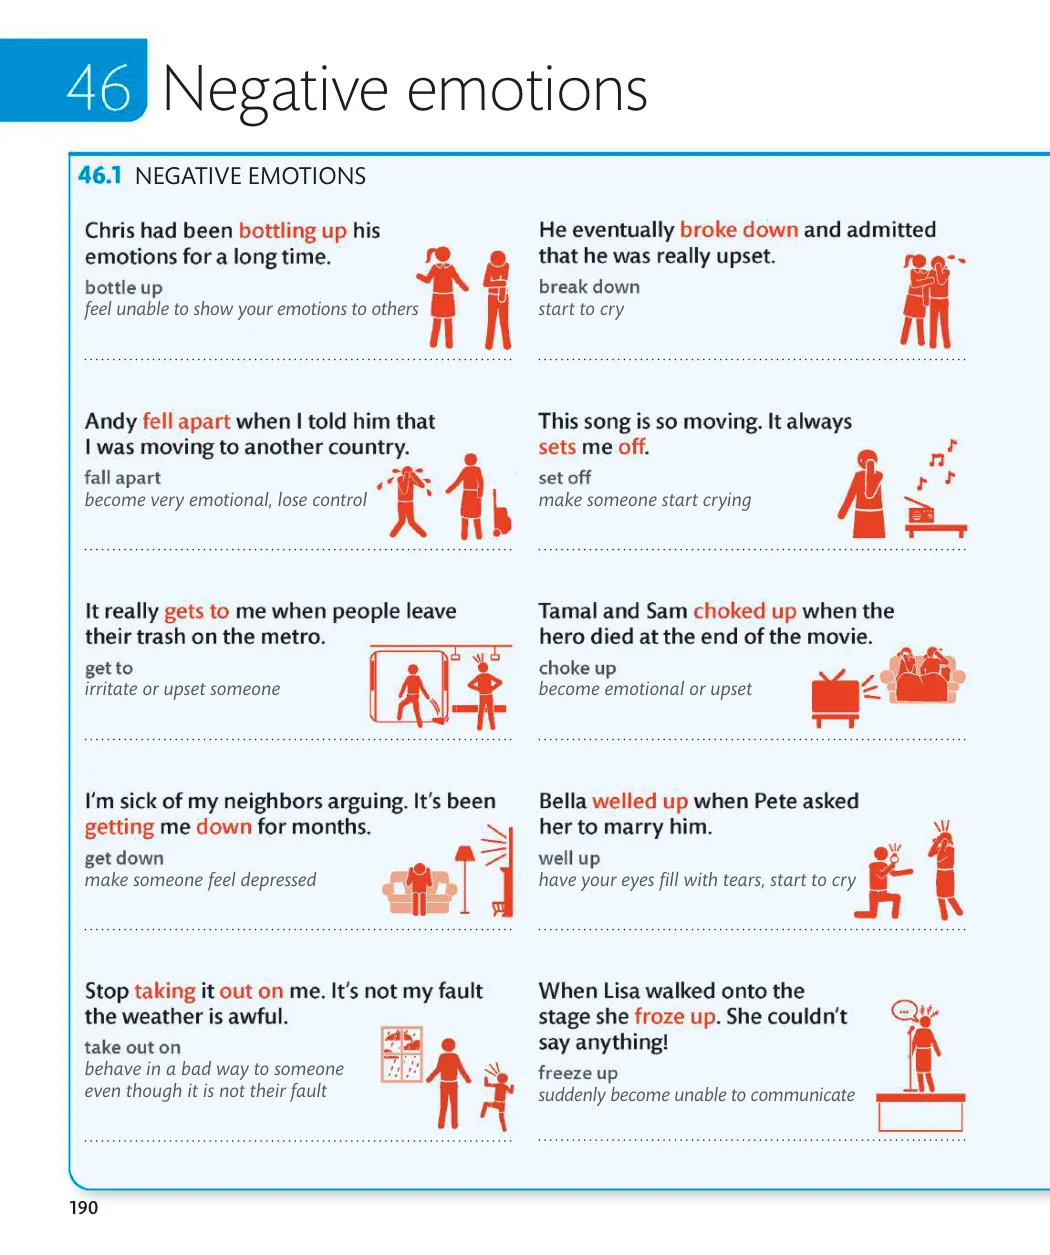 46 Negative emotions
46.1 NEGATIVE EMOTIONS
Chris had been bottling up his
emotions for a long time.
bottle up
feel unable to show your emotions to others
He eventually broke down and admitted
that he was really upset.
break down
start to cry
Andy fell apart when I told him that
I was moving to another country.
fall apart
become very emotional, lose control
This song is so moving. It always
sets me off.
set off
make someone start crying
It really gets to me when people leave
their trash on the metro.
get to
irritate or upset someone
Tamal and Sam choked up when the
hero died at the end of the movie.
choke up
become emotional or upset
I'm sick of my neighbors arguing. It's been
getting me down for months.
get down
make someone feel depressed
Bella welled up when Pete asked
her to marry him.
well up
have your eyes fill with tears, start to cry
Stop taking it out on me. It's not my fault
the weather is awful.
take out on
behave in a bad way to someone
even though it is not their fault
When Lisa walked onto the
stage she froze up. She couldn't
say anything!
freeze up
suddenly become unable to communicate
...
190